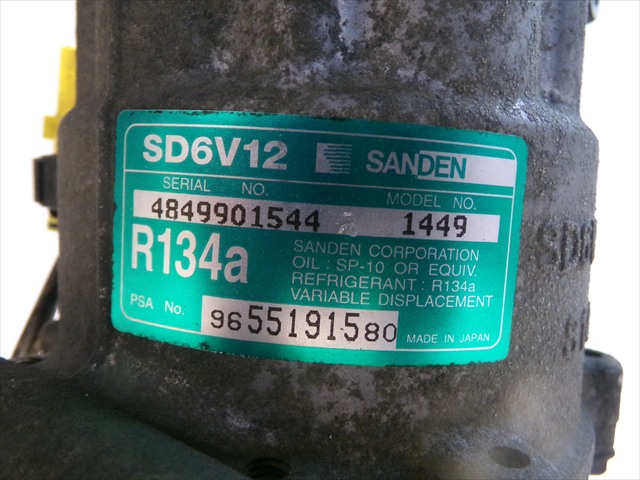 SD6V12 SANDEN
SERIAL NO. MODEL NO.
4849901544 1449
R134a
SANDEN CORPORATION
OIL : SP-10 OR EQUIV.
REFRIGERANT : R134a
VARIABLE DISPLACEMENT
PSA No. 9655191580
MADE IN JAPAN